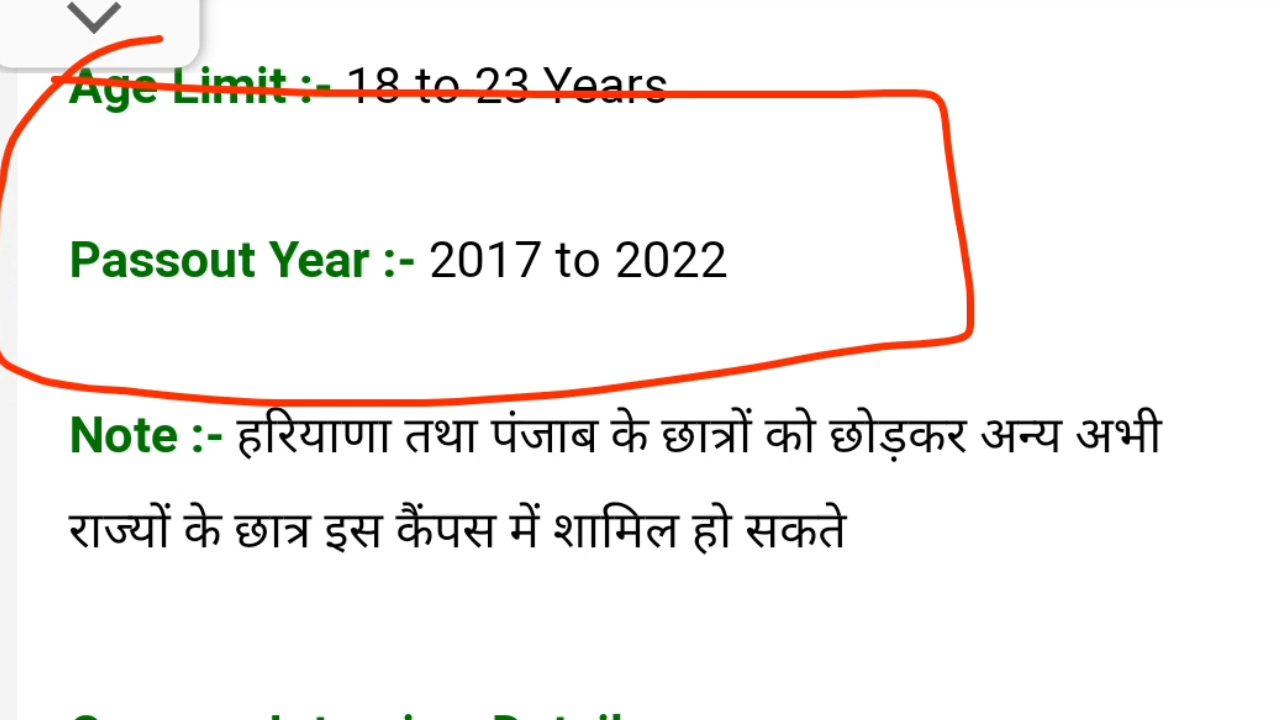 Age Limit :- 18 to 23 Years
Passout Year :- 2017 to 2022
Note :- हरियाणा तथा पंजाब के छात्रों को छोड़कर अन्य अभी
राज्यों के छात्र इस कैंपस में शामिल हो सकते